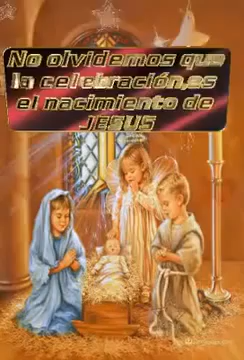 No olvidemos que
la celebración,es
el nacimiento de
JESUS